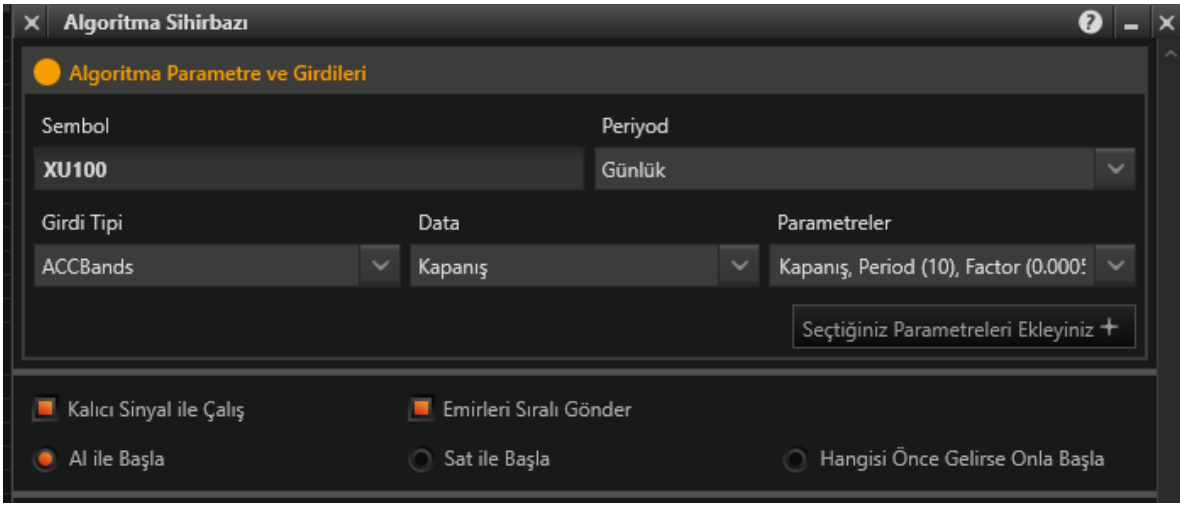 Algoritma Sihirbazı
Algoritma Parametre ve Girdileri
Sembol Periyod
XU100 Günlük
Girdi Tipi Data Parametreler
ACCBands Kapanış Kapanış, Period (10), Factor (0.0005
Seçtiğiniz Parametreleri Ekleyiniz +
Kalıcı Sinyal ile Çalış Emirleri Sıralı Gönder
Al ile Başla Sat ile Başla Hangisi Önce Gelirse Onla Başla